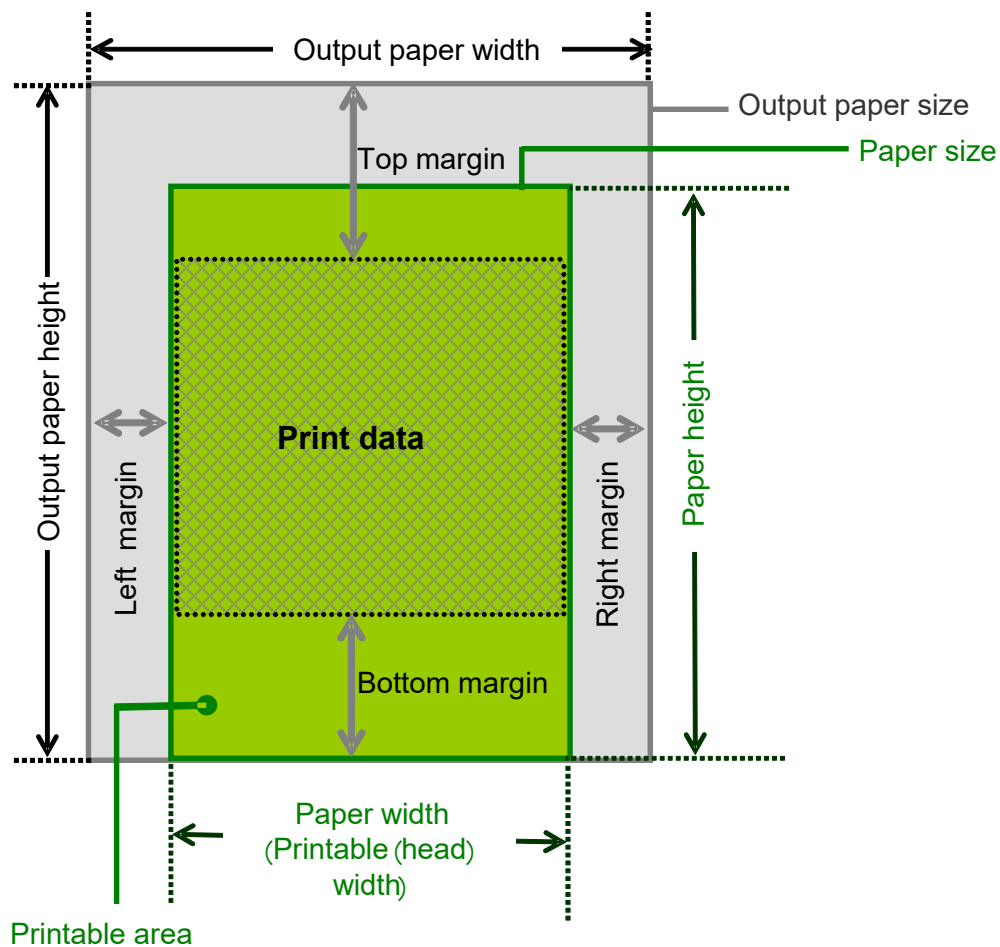 Output paper width
Output paper size
Top margin
Paper size
Output paper height
Paper height
Print data
Left margin
Right margin
Bottom margin
Paper width
(Printable (head)
width)
Printable area